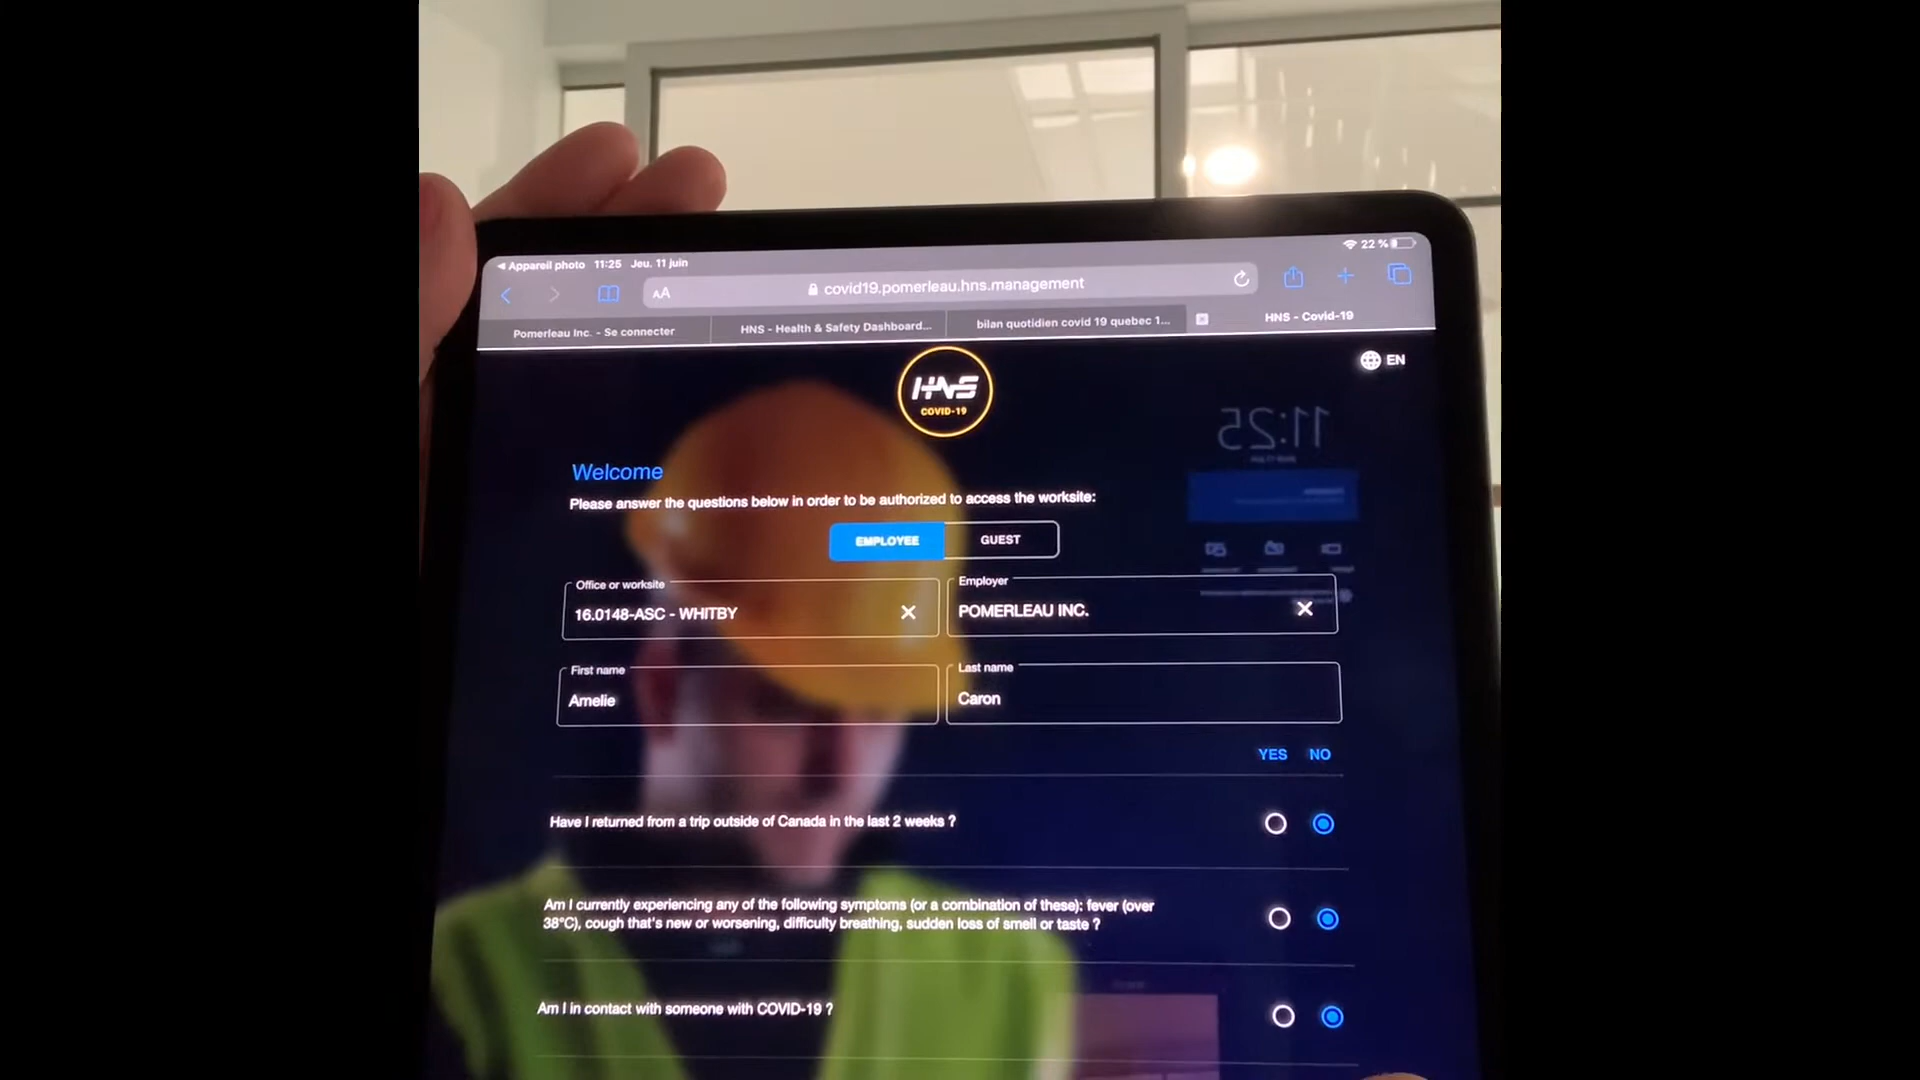 Appareil photo 11:25 Jeu. 11 juin
22 %
AA covid19.pomerleau.hns.management
Pomerleau Inc. - Se connecter
HNS - Health & Safety Dashboard...
bilan quotidien covid 19 quebec 1...
HNS - Covid-19
EN
HNS
COVID-19
11:25
Welcome
Please answer the questions below in order to be authorized to access the worksite:
EMPLOYEE GUEST
Office or worksite
16.0148-ASC - WHITBY
Employer
POMERLEAU INC.
First name
Amelie
Last name
Caron
YES NO
Have I returned from a trip outside of Canada in the last 2 weeks ?
Am I currently experiencing any of the following symptoms (or a combination of these): fever (over
38°C), cough that's new or worsening, difficulty breathing, sudden loss of smell or taste ?
Am I in contact with someone with COVID-19 ?